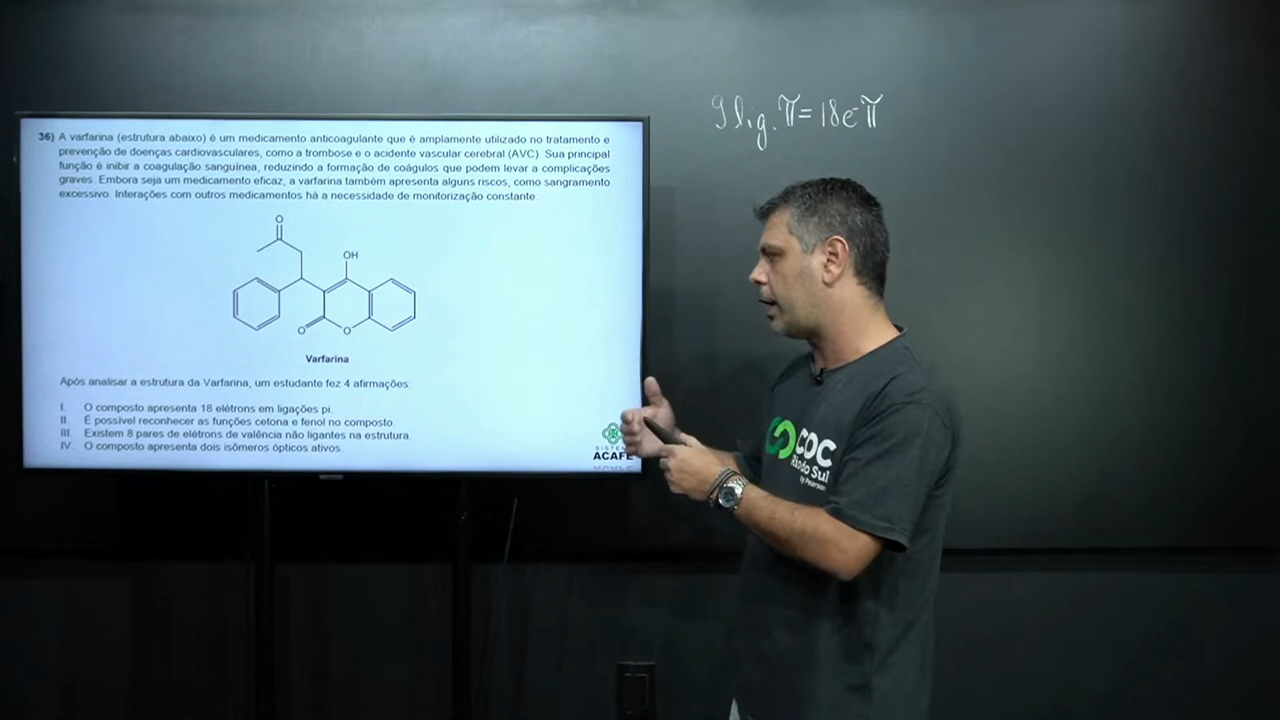 9 lig. π = 18e⁻ π
36) A varfarina (estrutura abaixo) é um medicamento anticoagulante que é amplamente utilizado no tratamento e
prevenção de doenças cardiovasculares, como a trombose e o acidente vascular cerebral (AVC). Sua principal
função é inibir a coagulação sanguínea, reduzindo a formação de coágulos que podem levar a complicações
graves. Embora seja um medicamento eficaz, a varfarina também apresenta alguns riscos, como sangramento
excessivo. Interações com outros medicamentos há a necessidade de monitorização constante.
O
OH
O
O
Varfarina
Após analisar a estrutura da Varfarina, um estudante fez 4 afirmações:
I. O composto apresenta 18 elétrons em ligações pi.
II. É possível reconhecer as funções cetona e fenol no composto.
III. Existem 8 pares de elétrons de valência não ligantes na estrutura.
IV. O composto apresenta dois isômeros ópticos ativos.
SISTEMA
ACAFE
COC
Rio do Sul
by Pearson